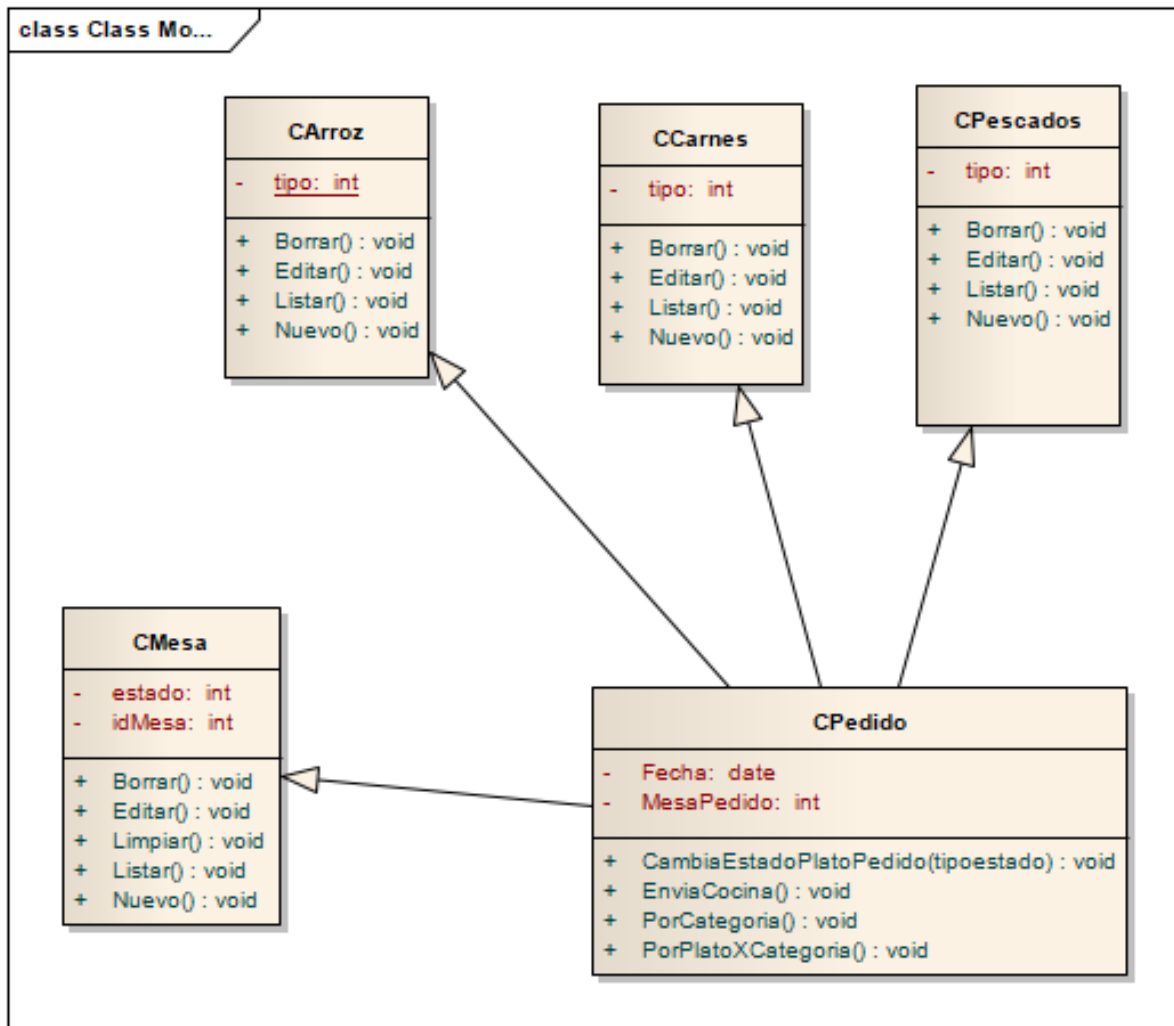 class Class Mo...
CArroz
- tipo: int
+ Borrar() : void
+ Editar() : void
+ Listar() : void
+ Nuevo() : void
CCarnes
- tipo: int
+ Borrar() : void
+ Editar() : void
+ Listar() : void
+ Nuevo() : void
CPescados
- tipo: int
+ Borrar() : void
+ Editar() : void
+ Listar() : void
+ Nuevo() : void
CMesa
- estado: int
- idMesa: int
+ Borrar() : void
+ Editar() : void
+ Limpiar() : void
+ Listar() : void
+ Nuevo() : void
CPedido
- Fecha: date
- MesaPedido: int
+ CambiaEstadoPlatoPedido(tipoestado) : void
+ EnviaCocina() : void
+ PorCategoria() : void
+ PorPlatoXCategoria() : void